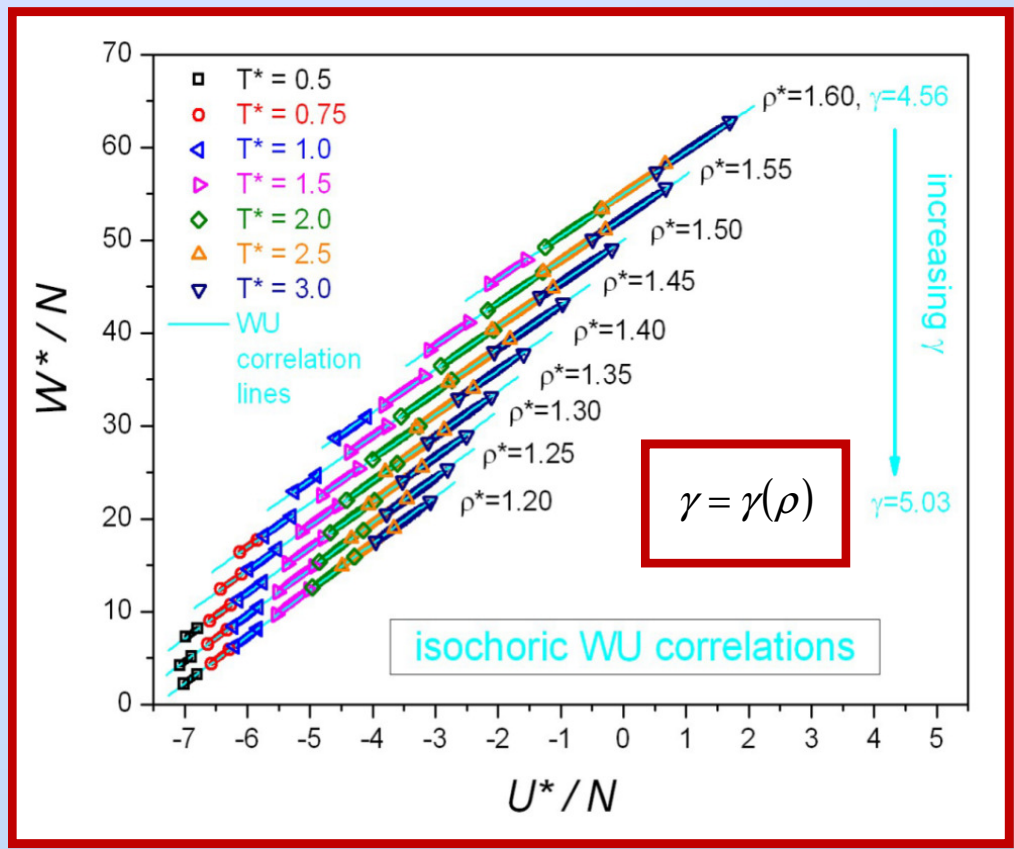 70
60
50
40
30
20
10
0
W* / N
T* = 0.5
T* = 0.75
T* = 1.0
T* = 1.5
T* = 2.0
T* = 2.5
T* = 3.0
WU
correlation
lines
ρ*=1.60, γ=4.56
ρ*=1.55
ρ*=1.50
ρ*=1.45
ρ*=1.40
ρ*=1.35
ρ*=1.30
ρ*=1.25
ρ*=1.20
increasing γ
γ=5.03
γ = γ(ρ)
isochoric WU correlations
-7 -6 -5 -4 -3 -2 -1 0 1 2 3 4 5
U* / N